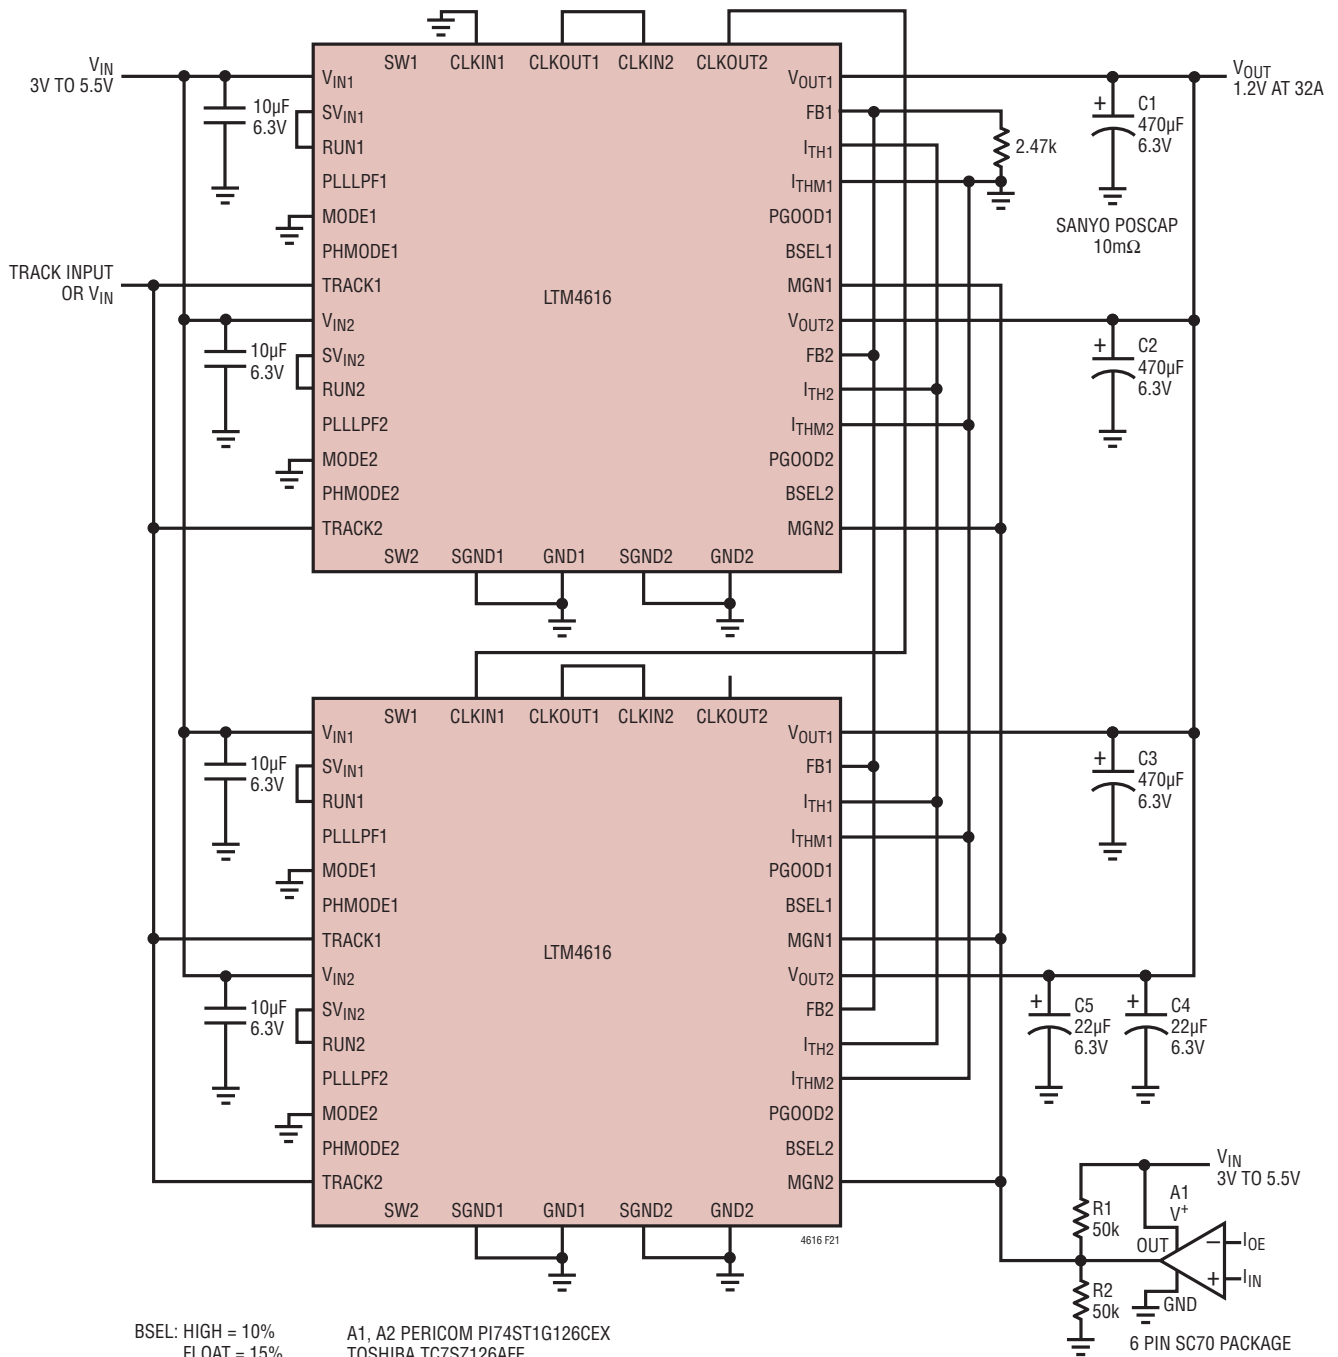 SW1 CLKIN1 CLKOUT1 CLKIN2 CLKOUT2
VIN
3V TO 5.5V
10µF
6.3V
VIN1
SVIN1
RUN1
PLLLPF1
MODE1
PHMODE1
TRACK INPUT
OR VIN
TRACK1
VIN2
10µF
6.3V
SVIN2
RUN2
PLLLPF2
MODE2
PHMODE2
TRACK2
LTM4616
VOUT1
FB1
ITH1
ITHM1
PGOOD1
BSEL1
MGN1
VOUT2
FB2
ITH2
ITHM2
PGOOD2
BSEL2
MGN2
SW2 SGND1 GND1 SGND2 GND2
2.47k
VOUT
1.2V AT 32A
+ C1
470µF
6.3V
SANYO POSCAP
10mΩ
+ C2
470µF
6.3V
SW1 CLKIN1 CLKOUT1 CLKIN2 CLKOUT2
10µF
6.3V
VIN1
SVIN1
RUN1
PLLLPF1
MODE1
PHMODE1
TRACK1
VIN2
10µF
6.3V
SVIN2
RUN2
PLLLPF2
MODE2
PHMODE2
TRACK2
LTM4616
VOUT1
FB1
ITH1
ITHM1
PGOOD1
BSEL1
MGN1
VOUT2
FB2
ITH2
ITHM2
PGOOD2
BSEL2
MGN2
SW2 SGND1 GND1 SGND2 GND2
4616 F21
+ C3
470µF
6.3V
+ C5
22µF
6.3V
+ C4
22µF
6.3V
VIN
3V TO 5.5V
R1
50k
A1
V+
OUT
– IOE
+ IIN
R2
50k
GND
6 PIN SC70 PACKAGE
BSEL: HIGH = 10%
FLOAT = 15%
A1, A2 PERICOM PI74ST1G126CEX
TOSHIBA TC7SZ126AFE